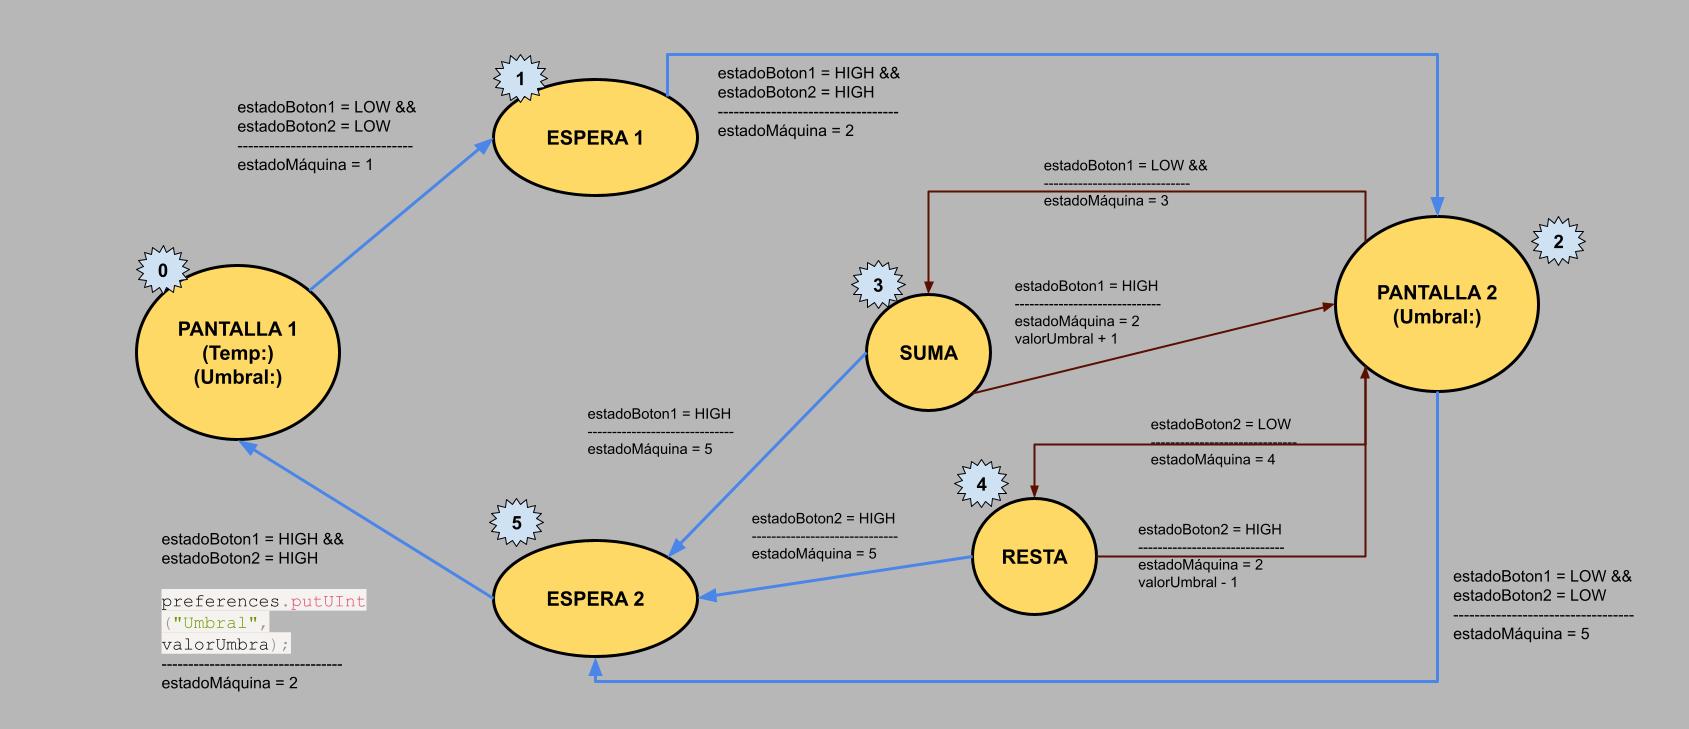 1
ESPERA 1
estadoBoton1 = LOW &&
estadoBoton2 = LOW
---------------------------------
estadoMáquina = 1
estadoBoton1 = HIGH &&
estadoBoton2 = HIGH
----------------------------------
estadoMáquina = 2
0
PANTALLA 1
(Temp:)
(Umbral:)
estadoBoton1 = LOW &&
------------------------------
estadoMáquina = 3
2
PANTALLA 2
(Umbral:)
3
SUMA
estadoBoton1 = HIGH
------------------------------
estadoMáquina = 2
valorUmbral + 1
estadoBoton1 = HIGH
------------------------------
estadoMáquina = 5
estadoBoton2 = LOW
------------------------------
estadoMáquina = 4
4
RESTA
estadoBoton2 = HIGH
------------------------------
estadoMáquina = 5
estadoBoton2 = HIGH
------------------------------
estadoMáquina = 2
valorUmbral - 1
5
ESPERA 2
estadoBoton1 = HIGH &&
estadoBoton2 = HIGH
preferences.putUInt
("Umbral",
valorUmbra);
----------------------------------
estadoMáquina = 2
estadoBoton1 = LOW &&
estadoBoton2 = LOW
----------------------------------
estadoMáquina = 5